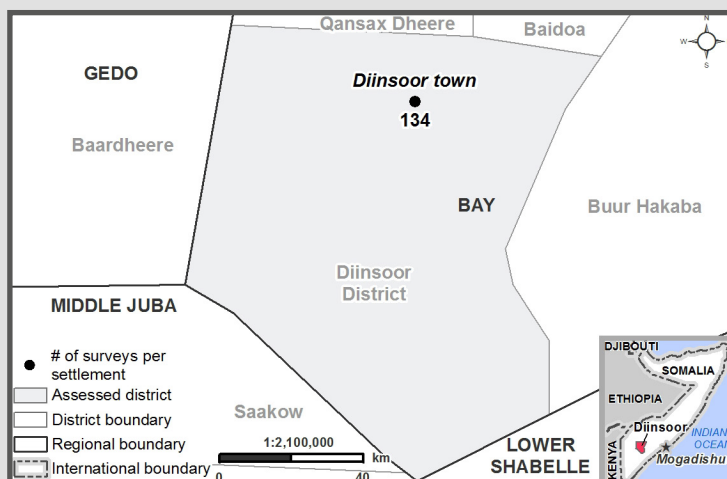 Qansax Dheere
Baidoa
N
W
E
S
GEDO
Diinsoor town
134
Baardheere
BAY
Buur Hakaba
Diinsoor
District
MIDDLE JUBA
# of surveys per
settlement
Assessed district
District boundary
Regional boundary
International boundary
Saakow
1:2,100,000
km
0
40
LOWER
SHABELLE
DJIBOUTI
SOMALIA
ETHIOPIA
Diinsoor
KENYA
INDIAN
OCEA
Mogadishu